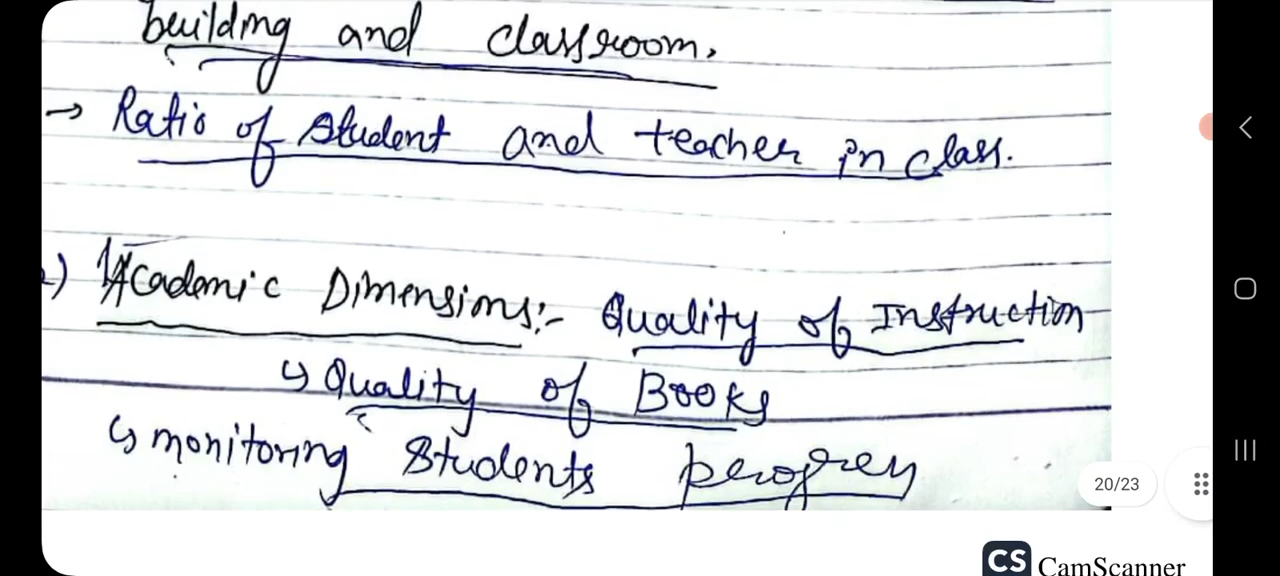 building and classroom.
→ Ratio of Student and teacher in class.
) Academic Dimensions:- Quality of Instruction
↳ Quality of Books
↳ monitoring Students progress
20/23
CS CamScanner